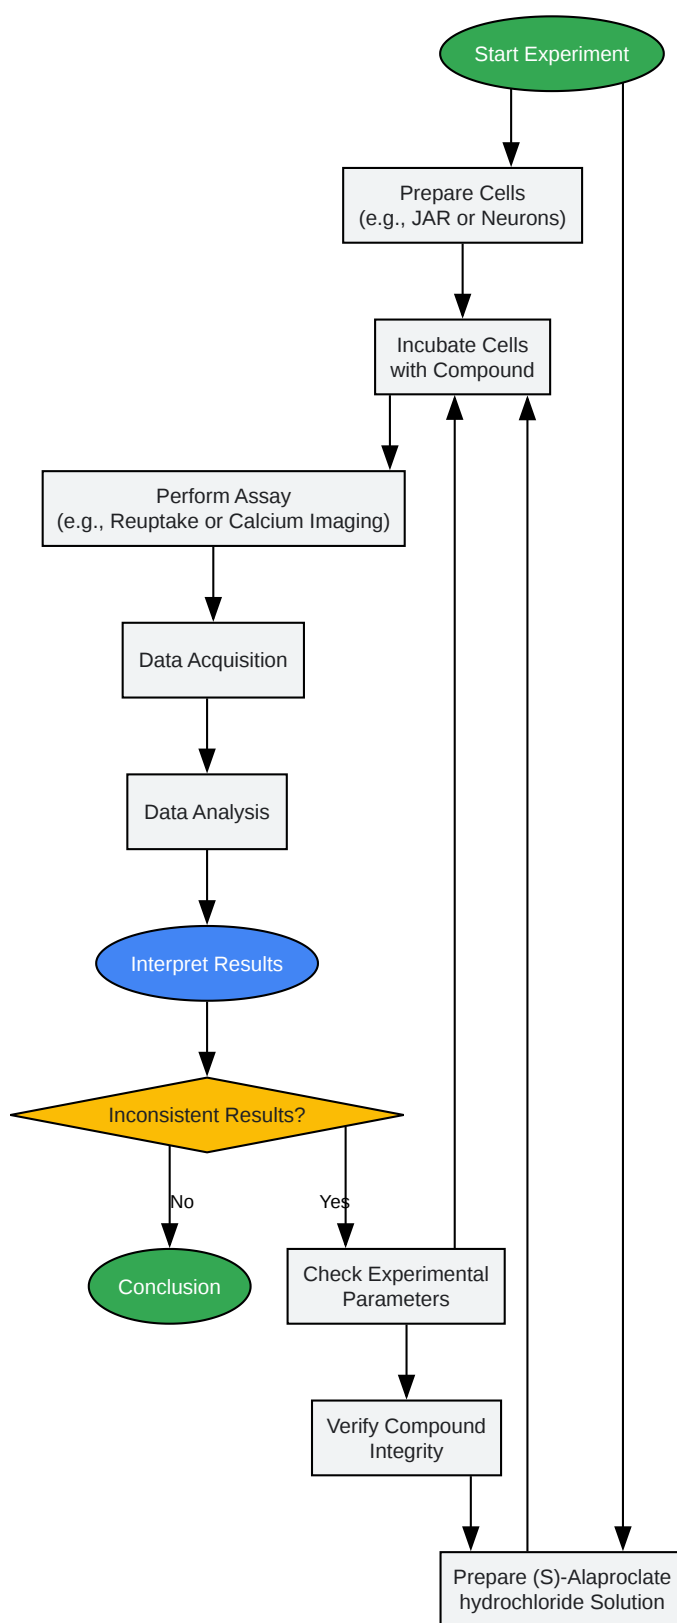 Start Experiment
Prepare Cells
(e.g., JAR or Neurons)
Incubate Cells
with Compound
Perform Assay
(e.g., Reuptake or Calcium Imaging)
Data Acquisition
Data Analysis
Interpret Results
Inconsistent Results?
No
Yes
Conclusion
Check Experimental
Parameters
Verify Compound
Integrity
Prepare (S)-Alaproclate
hydrochloride Solution